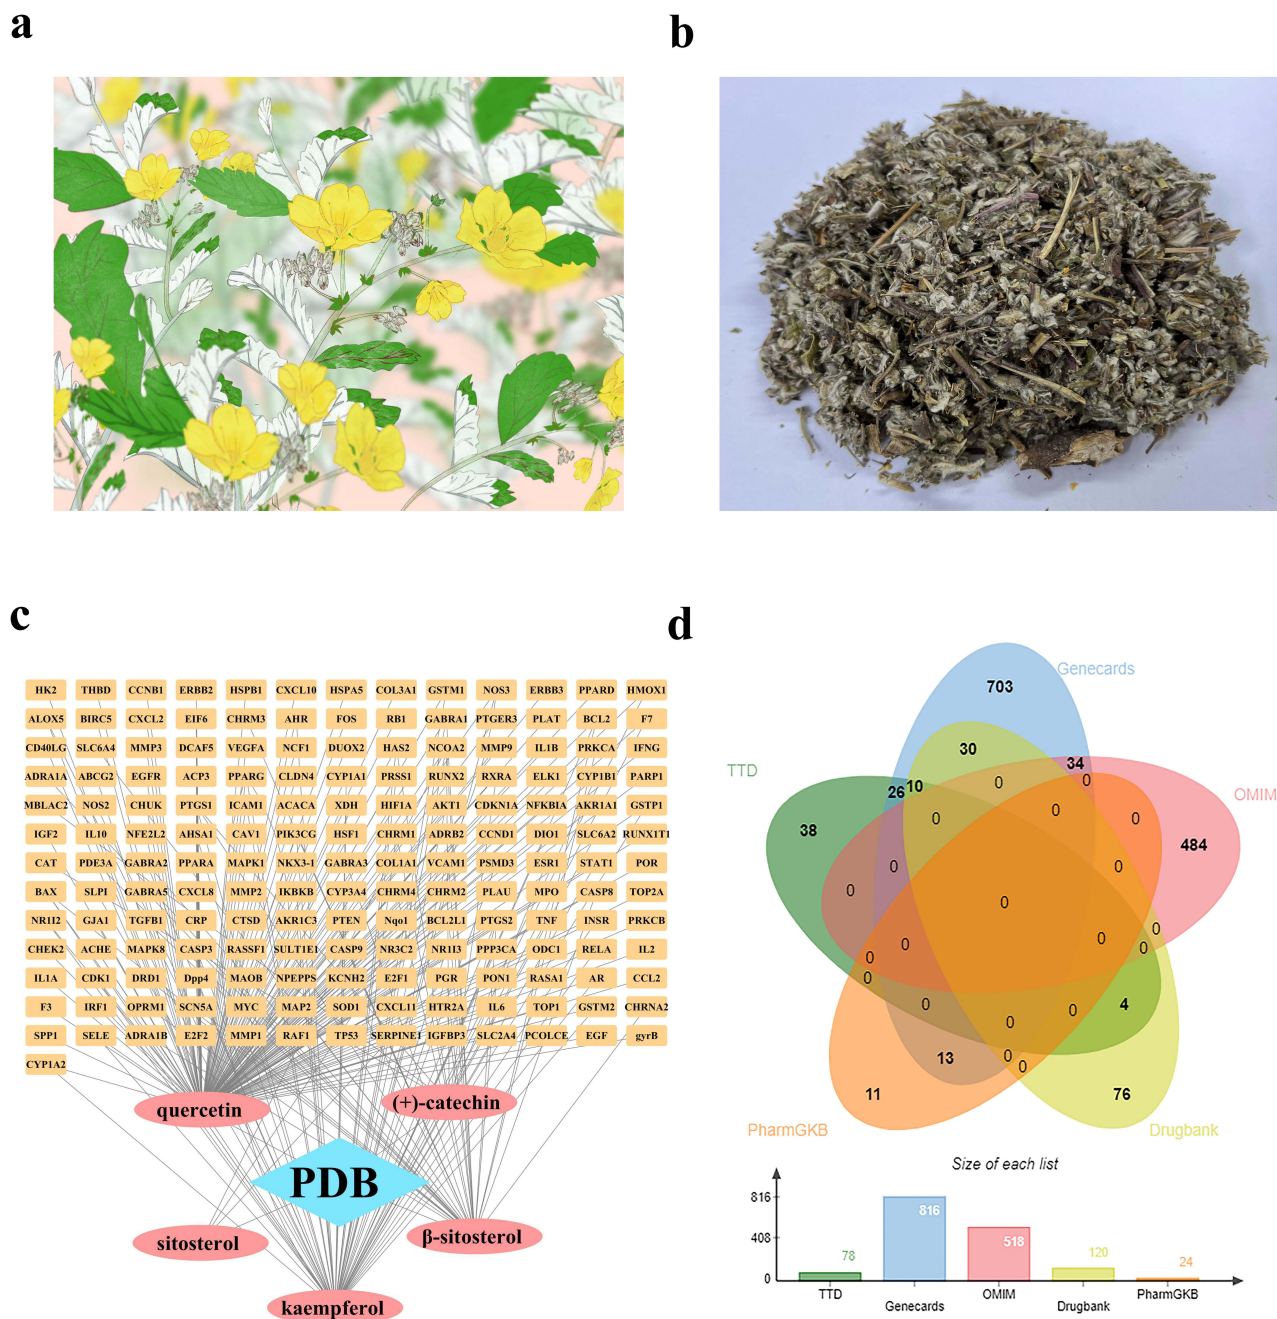 a
b
c
HK2 THBD CCNB1 ERBB2 HSPB1 CXCL10 HSPA5 COL3A1 GSTM1 NOS3 ERBB3 PPARD HMOX1
ALOX5 BIRC5 CXCL2 EIF6 CHRM3 AHR FOS RB1 GABRA1 PTGER3 PLAT BCL2 F7
CD40LG SLC6A4 MMP3 DCAF5 VEGFA NCF1 DUOX2 HAS2 NCOA2 MMP9 IL1B PRKCA IFNG
ADRA1A ABCG2 EGFR ACP3 PPARG CLDN4 CYP1A1 PRSS1 RUNX2 RXRA ELK1 CYP1B1 PARP1
MBLAC2 NOS2 CHUK PTGS1 ICAM1 ACACA XDH HIF1A AKT1 CDKN1A NFKBIA AKR1A1 GSTP1
IGF2 IL10 NFE2L2 AHSA1 CAV1 PIK3CG HSF1 CHRM1 ADRB2 CCND1 DIO1 SLC6A2 RUNX1T1
CAT PDE3A GABRA2 PPARA MAPK1 NKX3-1 GABRA3 COL1A1 VCAM1 PSMD3 ESR1 STAT1 POR
BAX SLPI GABRA5 CXCL8 MMP2 IKBKB CYP3A4 CHRM4 CHRM2 PLAU MPO CASP8 TOP2A
NR1I2 GJA1 TGFB1 CRP CTSD AKR1C3 PTEN Nqo1 BCL2L1 PTGS2 TNF INSR PRKCB
CHEK2 ACHE MAPK8 CASP3 RASSF1 SULT1E1 CASP9 NR3C2 NR1I3 PPP3CA ODC1 RELA IL2
IL1A CDK1 DRD1 Dpp4 MAOB NPEPPS KCNH2 E2F1 PGR PON1 RASA1 AR CCL2
F3 IRF1 OPRM1 SCN5A MYC MAP2 SOD1 CXCL11 HTR2A IL6 TOP1 GSTM2 CHRNA2
SPP1 SELE ADRA1B E2F2 MMP1 RAF1 TP53 SERPINE1 IGFBP3 SLC2A4 PCOLCE EGF gyrB
CYP1A2
quercetin
(+)-catechin
PDB
sitosterol
β-sitosterol
kaempferol
d
Genecards
703
30
34
TTD
0
0
26
10
OMIM
0
0
0
38
484
0
0
0
0
0
0
0
0
0
0
0
0
4
0
0
0
13
0
0
11
76
PharmGKB
Drugbank
Size of each list
816
408
0
78
816
518
120
24
TTD
Genecards
OMIM
Drugbank
PharmGKB